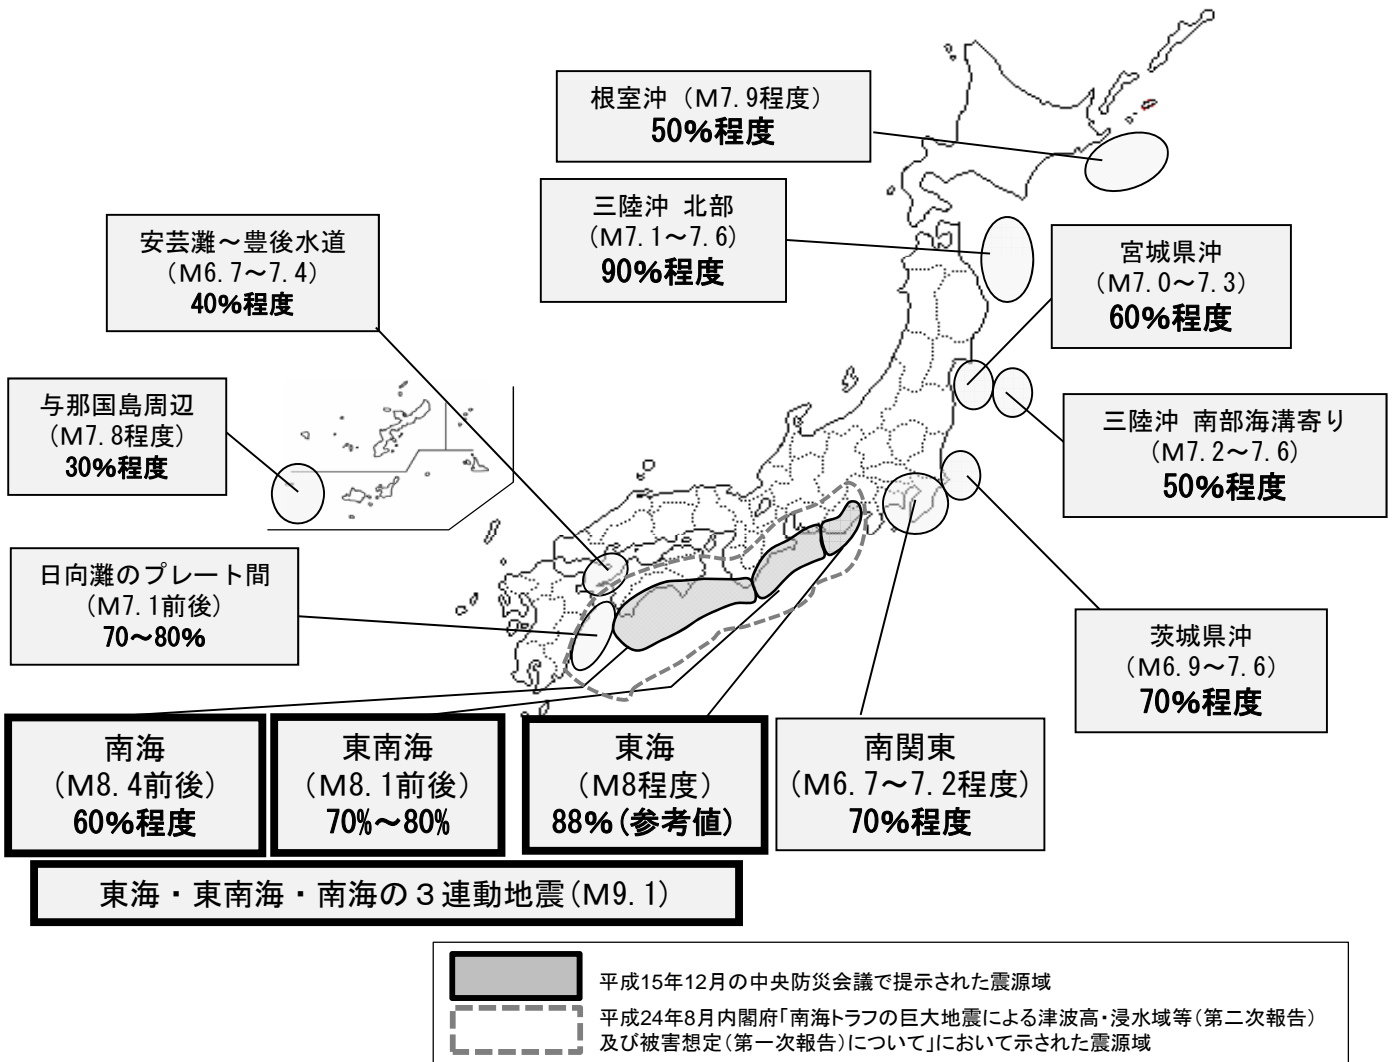 根室沖 (M7.9程度)
50%程度
三陸沖 北部
(M7.1～7.6)
90%程度
安芸灘～豊後水道
(M6.7～7.4)
40%程度
宮城県沖
(M7.0～7.3)
60%程度
与那国島周辺
(M7.8程度)
30%程度
三陸沖 南部海溝寄り
(M7.2～7.6)
50%程度
日向灘のプレート間
(M7.1前後)
70～80%
茨城県沖
(M6.9～7.6)
70%程度
南海
(M8.4前後)
60%程度
東南海
(M8.1前後)
70%～80%
東海
(M8程度)
88%(参考値)
南関東
(M6.7～7.2程度)
70%程度
東海・東南海・南海の３連動地震(M9.1)
平成15年12月の中央防災会議で提示された震源域
平成24年8月内閣府「南海トラフの巨大地震による津波高・浸水域等(第二次報告)
及び被害想定(第一次報告)について」において示された震源域